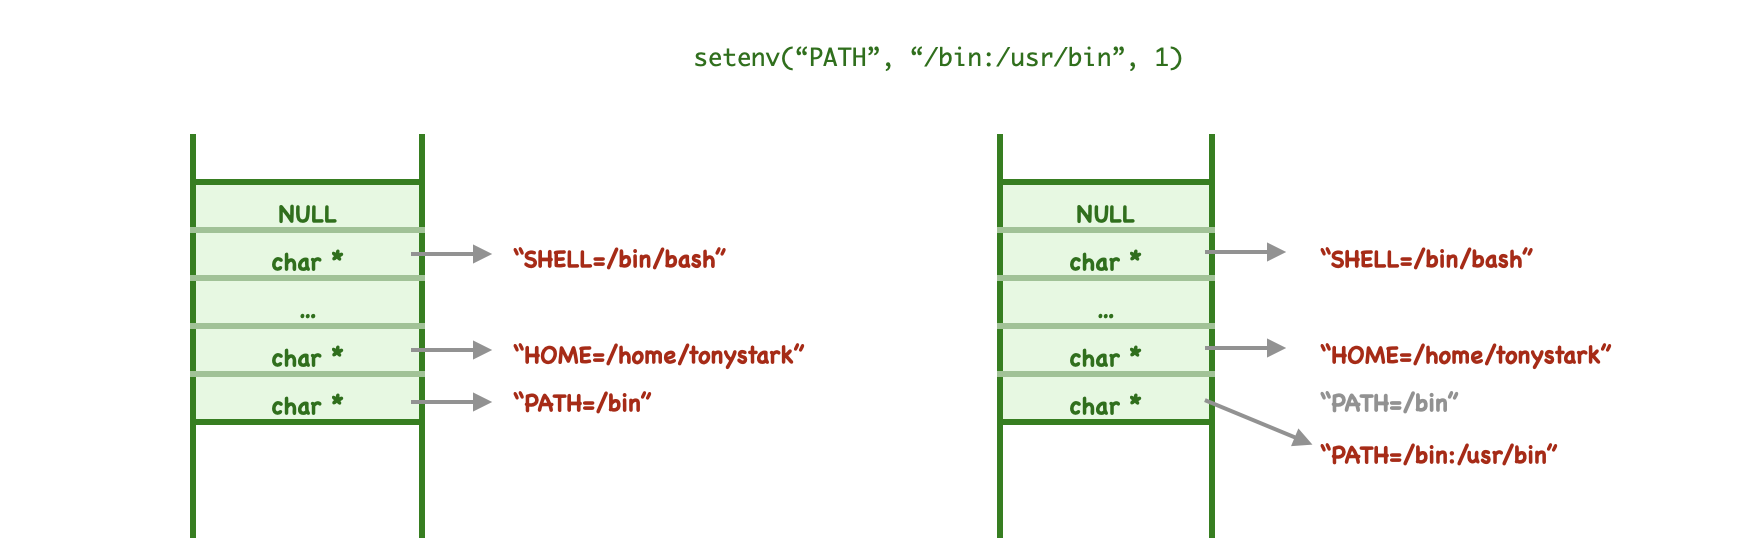 setenv(“PATH”, “/bin:/usr/bin”, 1)
NULL
char *
“SHELL=/bin/bash”
...
char *
“HOME=/home/tonystark”
char *
“PATH=/bin”
NULL
char *
“SHELL=/bin/bash”
...
char *
“HOME=/home/tonystark”
char *
“PATH=/bin”
“PATH=/bin:/usr/bin”